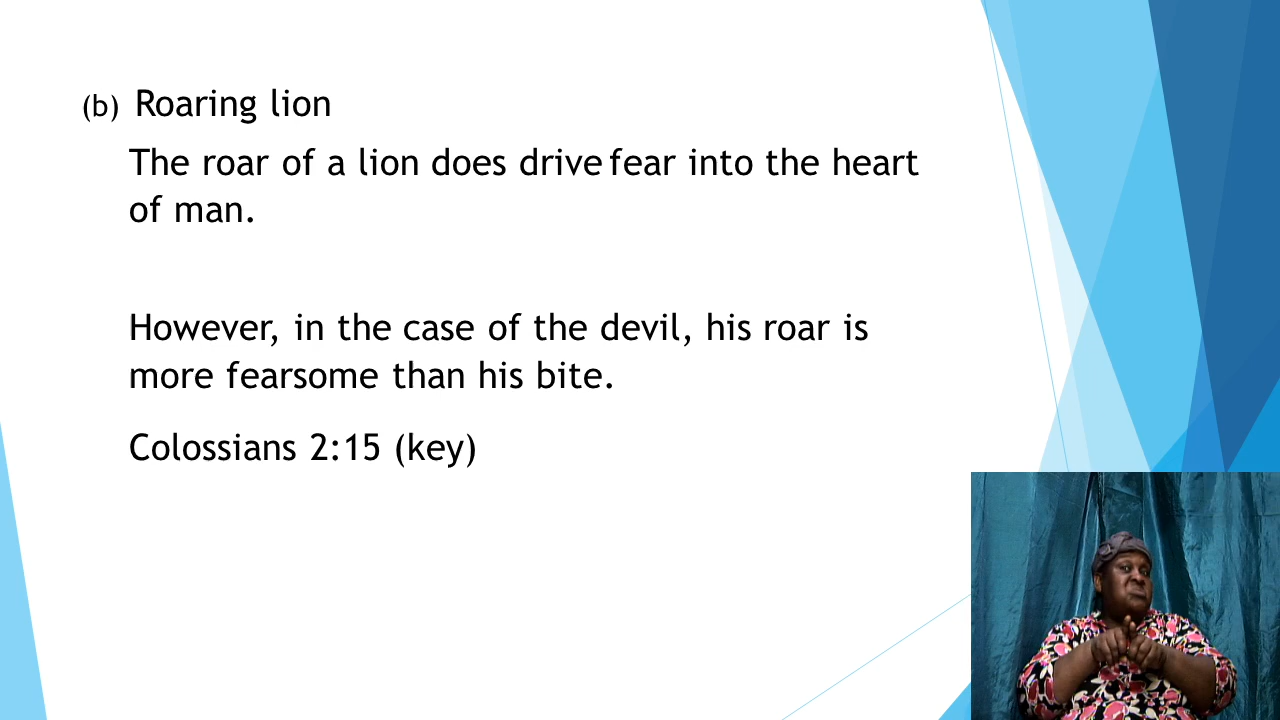 (b) Roaring lion
The roar of a lion does drive fear into the heart
of man.
However, in the case of the devil, his roar is
more fearsome than his bite.
Colossians 2:15 (key)